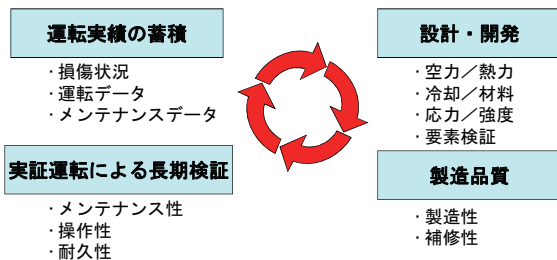 運転実績の蓄積
・損傷状況
・運転データ
・メンテナンスデータ
設計・開発
・空力／熱力
・冷却／材料
・応力／強度
・要素検証
実証運転による長期検証
・メンテナンス性
・操作性
・耐久性
製造品質
・製造性
・補修性